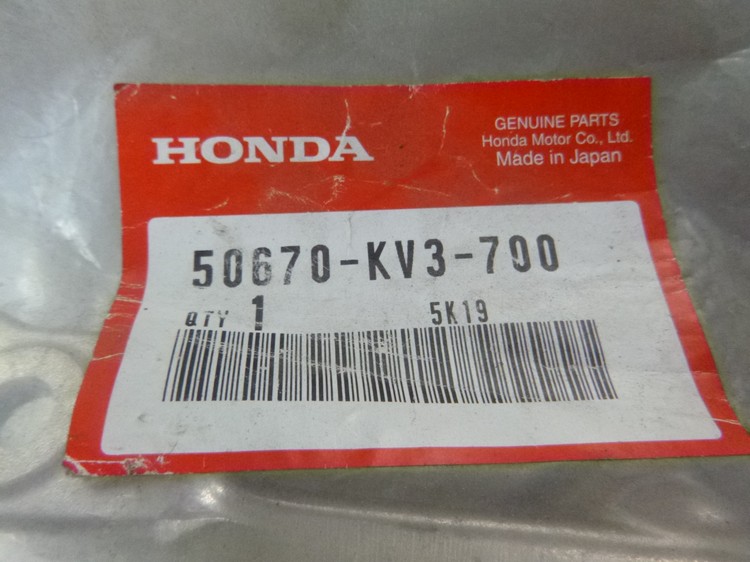 HONDA
GENUINE PARTS
Honda Motor Co., Ltd.
Made in Japan
50670-KV3-700
QTY 1 5K19